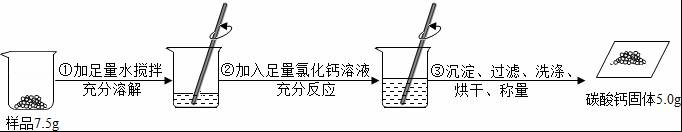 ①加足量水搅拌
充分溶解
②加入足量氯化钙溶液
充分反应
③沉淀、过滤、洗涤、
烘干、称量
样品7.5g
碳酸钙固体5.0g